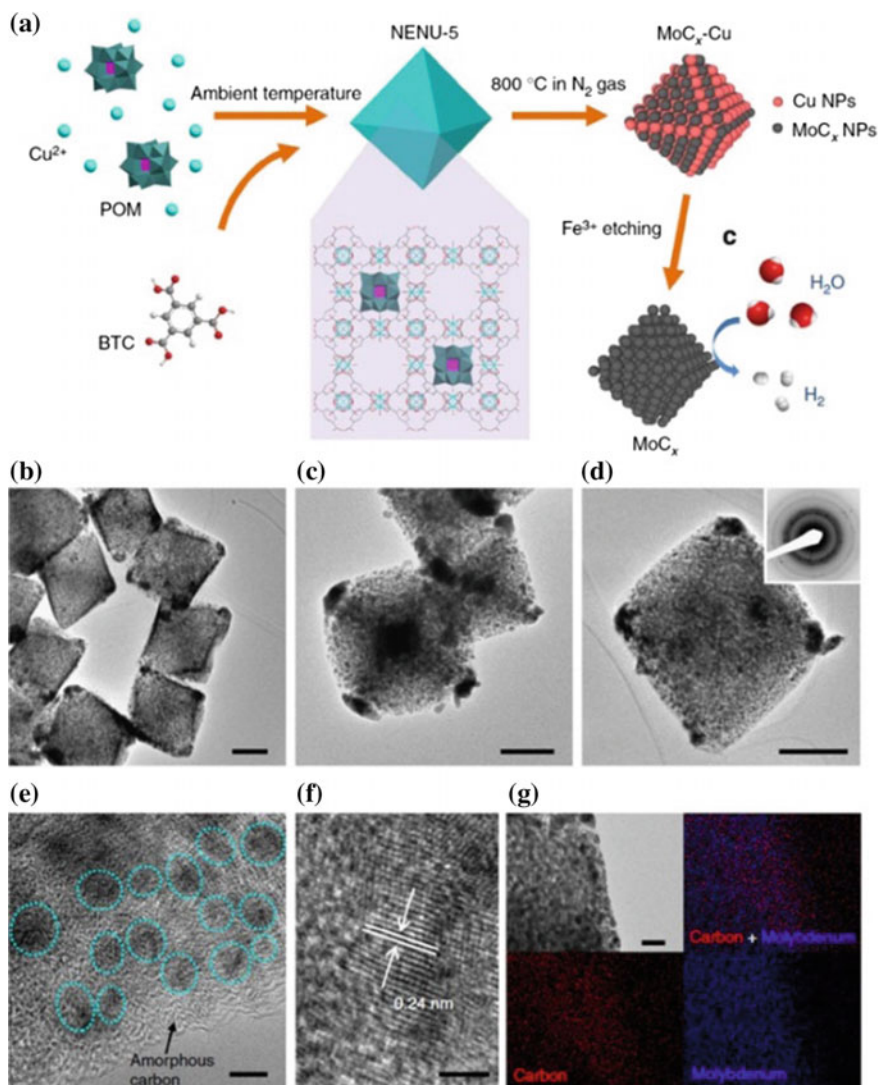 (a)
NENU-5
MoCₓ-Cu
Ambient temperature
800 °C in N₂ gas
Cu NPs
MoCₓ NPs
Cu²⁺
POM
Fe³⁺ etching
c
H₂O
BTC
H₂
MoCₓ
(b)
(c)
(d)
(e)
(f)
(g)
Carbon + Molybdenum
0.24 nm
Amorphous
carbon
Carbon
Molybdenum